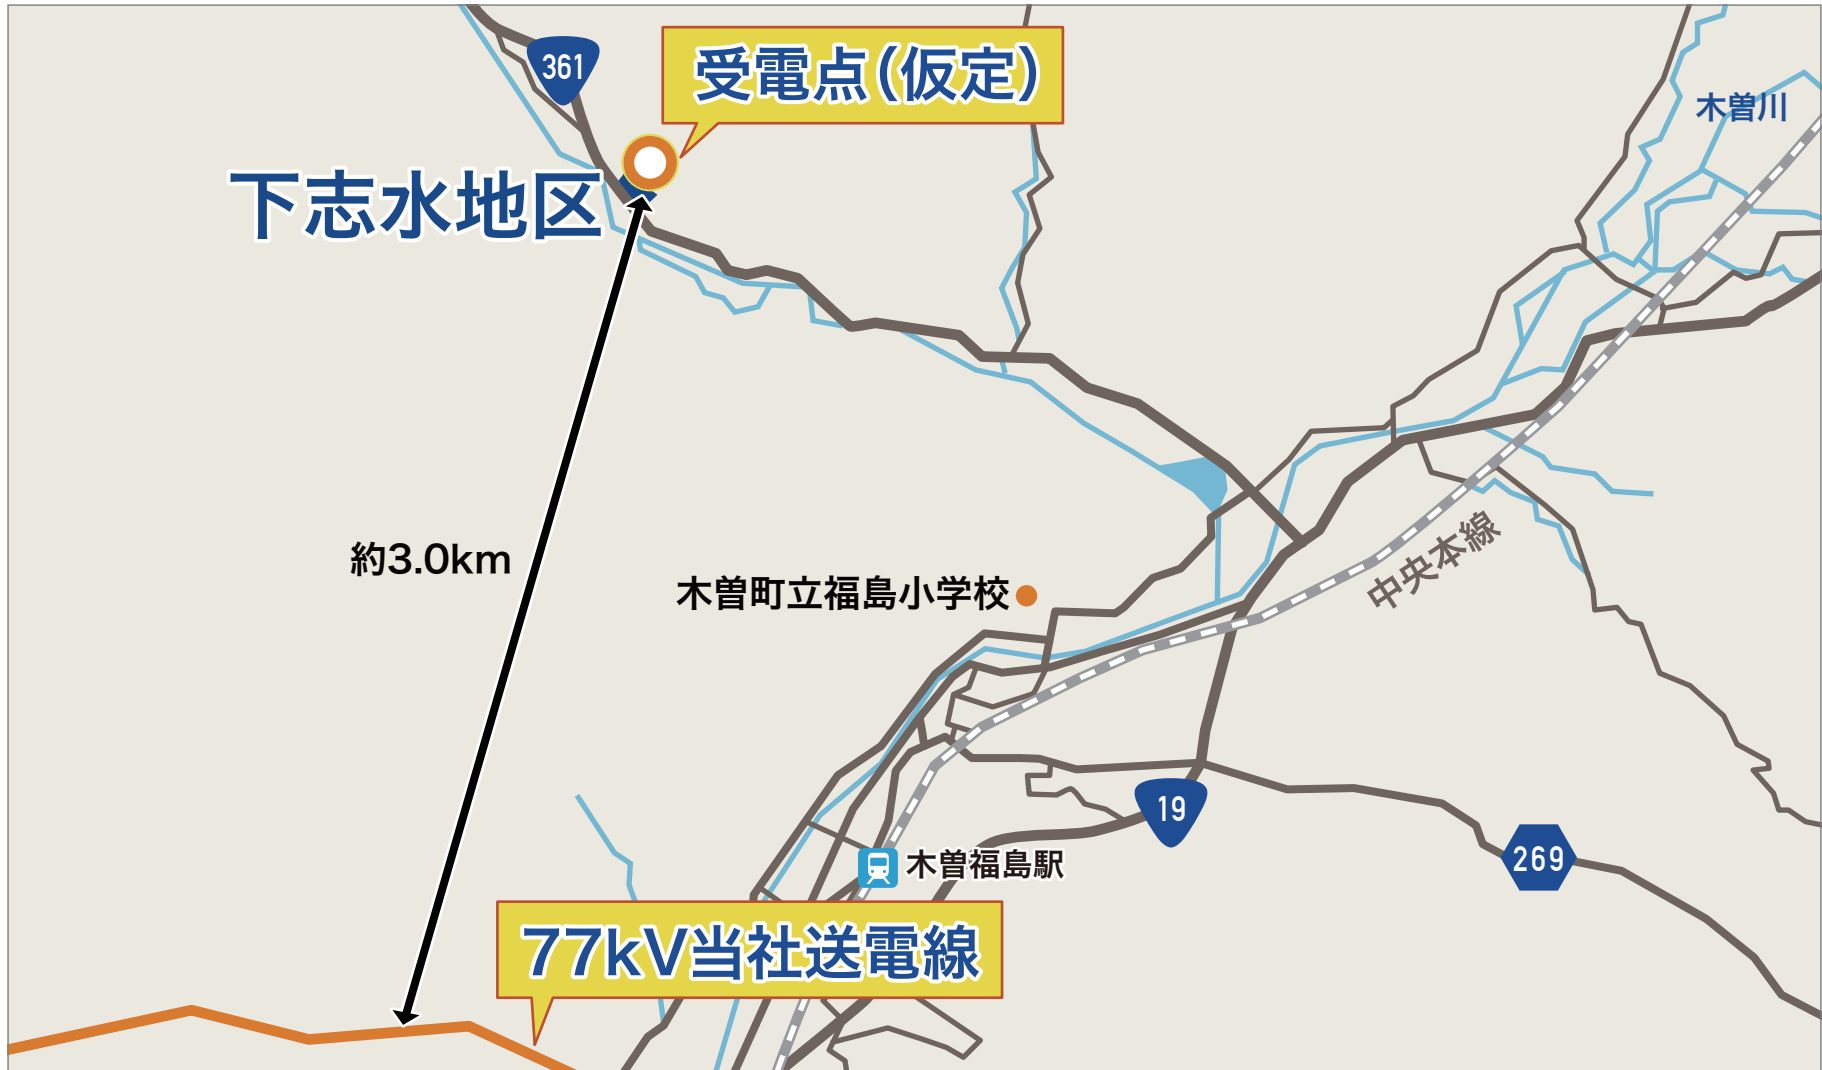 361
受電点(仮定)
木曽川
下志水地区
約3.0km
木曽町立福島小学校
中央本線
19
木曽福島駅
269
77kV当社送電線